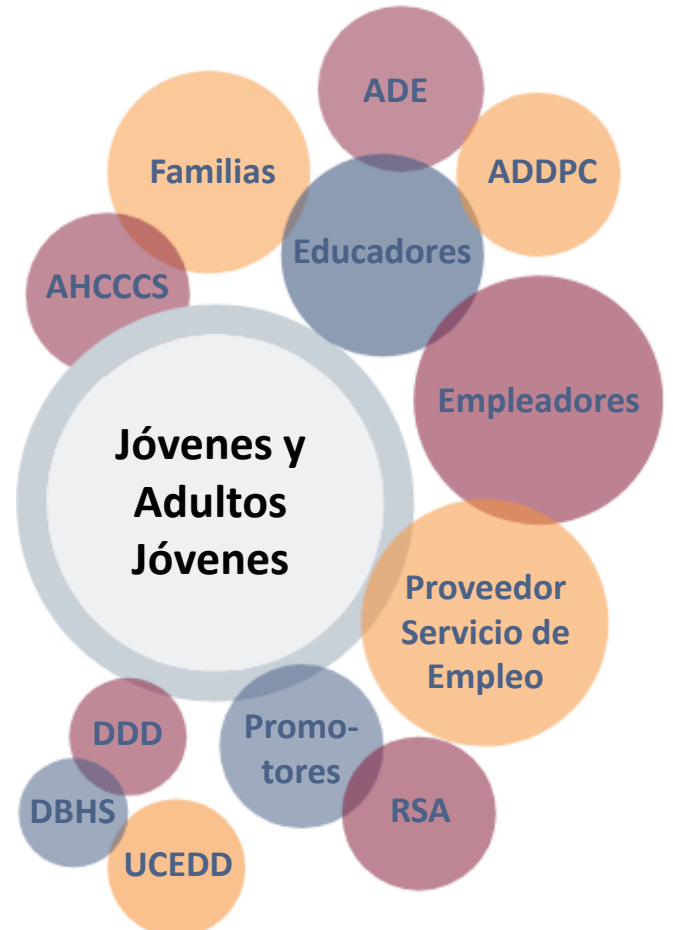 ADE
Familias
ADDPC
Educadores
AHCCCS
Empleadores
Jóvenes y
Adultos
Jóvenes
Proveedor
Servicio de
Empleo
DDD
Promo-
tores
DBHS
RSA
UCEDD